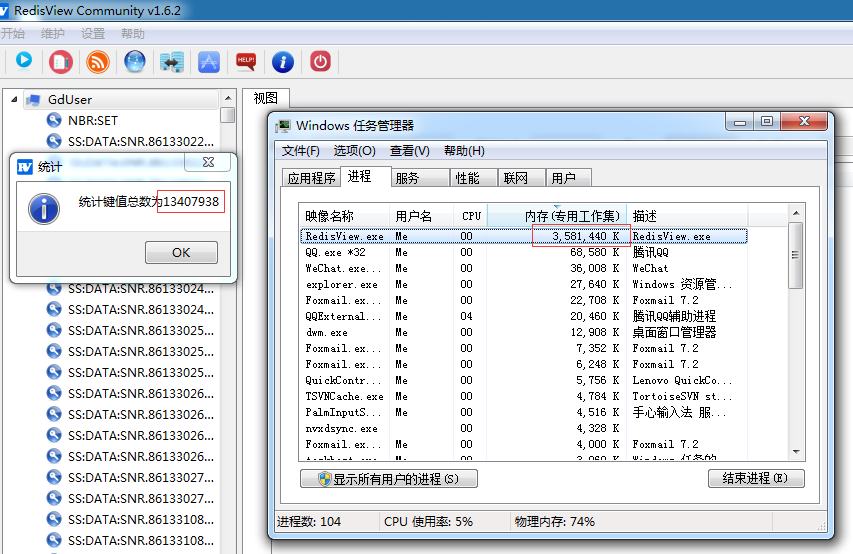 RedisView Community v1.6.2
开始 维护 设置 帮助
HELP!
GdUser
NBR:SET
SS:DATA:SNR.86133022...
统计
统计键值总数为13407938
OK
SS:DATA:SNR.86133024...
SS:DATA:SNR.86133024...
SS:DATA:SNR.86133025...
SS:DATA:SNR.86133025...
SS:DATA:SNR.86133025...
SS:DATA:SNR.86133026...
SS:DATA:SNR.86133026...
SS:DATA:SNR.86133026...
SS:DATA:SNR.86133026...
SS:DATA:SNR.86133027...
SS:DATA:SNR.86133027...
SS:DATA:SNR.86133108...
SS:DATA:SNR.86133108...
视图
Windows 任务管理器
文件(F) 选项(O) 查看(V) 帮助(H)
应用程序 进程 服务 性能 联网 用户
映像名称 用户名 CPU 内存(专用工作集) 描述
RedisView.exe Me 00 3,581,440 K RedisView.exe
QQ.exe *32 Me 00 68,580 K 腾讯QQ
WeChat.exe... Me 00 36,008 K WeChat
explorer.exe Me 00 27,640 K Windows 资源管...
Foxmail.ex... Me 00 22,708 K Foxmail 7.2
QQExternal... Me 04 20,460 K 腾讯QQ辅助进程
dwm.exe Me 00 12,908 K 桌面窗口管理器
Foxmail.ex... Me 00 7,352 K Foxmail 7.2
Foxmail.ex... Me 00 6,248 K Foxmail 7.2
QuickContr... Me 00 5,756 K Lenovo QuickCo...
TSVNCache.exe Me 00 4,784 K TortoiseSVN st...
PalmInputS... Me 00 4,516 K 手心输入法 服...
nvxdsync.exe 00 4,328 K
Foxmail.ex... Me 00 4,000 K Foxmail 7.2
显示所有用户的进程(S) 结束进程(E)
进程数: 104 CPU 使用率: 5% 物理内存: 74%